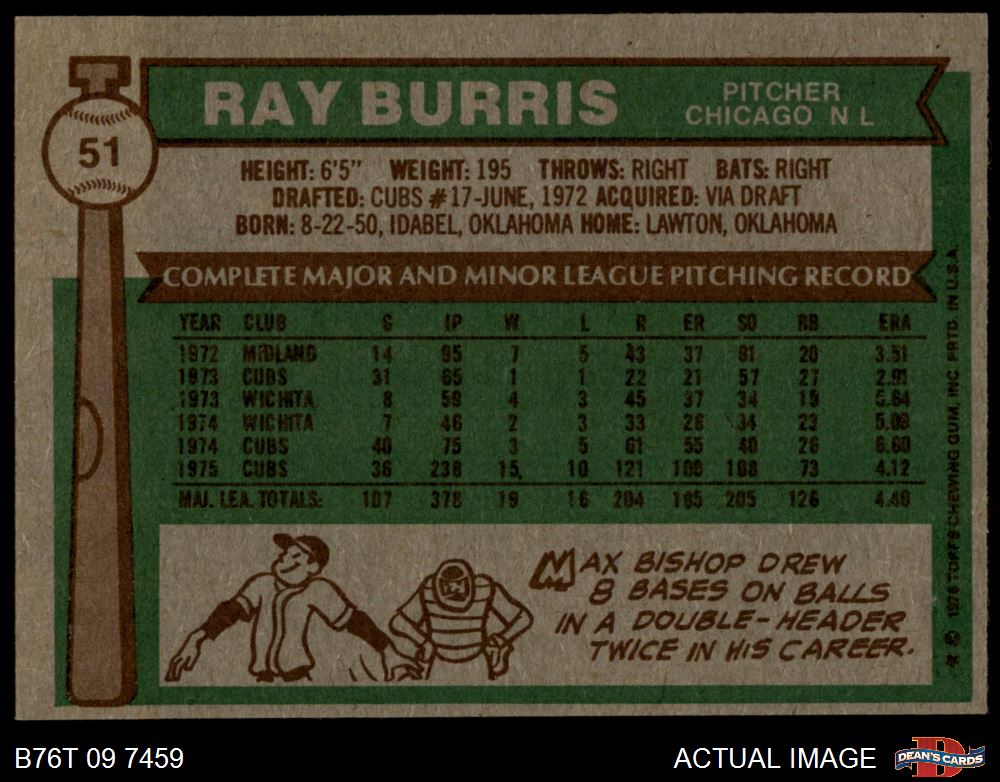 51
RAY BURRIS
PITCHER
CHICAGO N L
HEIGHT: 6'5" WEIGHT: 195 THROWS: RIGHT BATS: RIGHT
DRAFTED: CUBS #17-JUNE, 1972 ACQUIRED: VIA DRAFT
BORN: 8-22-50, IDABEL, OKLAHOMA HOME: LAWTON, OKLAHOMA
COMPLETE MAJOR AND MINOR LEAGUE PITCHING RECORD
YEAR CLUB G IP W L R ER SO BB ERA
1972 MIDLAND 14 95 7 5 43 37 91 20 3.51
1973 CUBS 31 65 1 1 22 21 57 27 2.91
1973 WICHITA 8 59 4 3 45 37 34 19 5.64
1974 WICHITA 7 46 2 3 33 26 34 23 5.09
1974 CUBS 40 75 3 5 61 55 40 26 6.60
1975 CUBS 36 238 15 10 121 109 108 73 4.12
MAJ. LEA. TOTALS: 107 378 19 16 204 185 205 126 4.40
MAX BISHOP DREW
8 BASES ON BALLS
IN A DOUBLE-HEADER
TWICE IN HIS CAREER.
© 1976 TOPPS CHEWING GUM, INC PRTD. IN U.S.A.
B76T 09 7459
ACTUAL IMAGE
DEAN'S CARDS